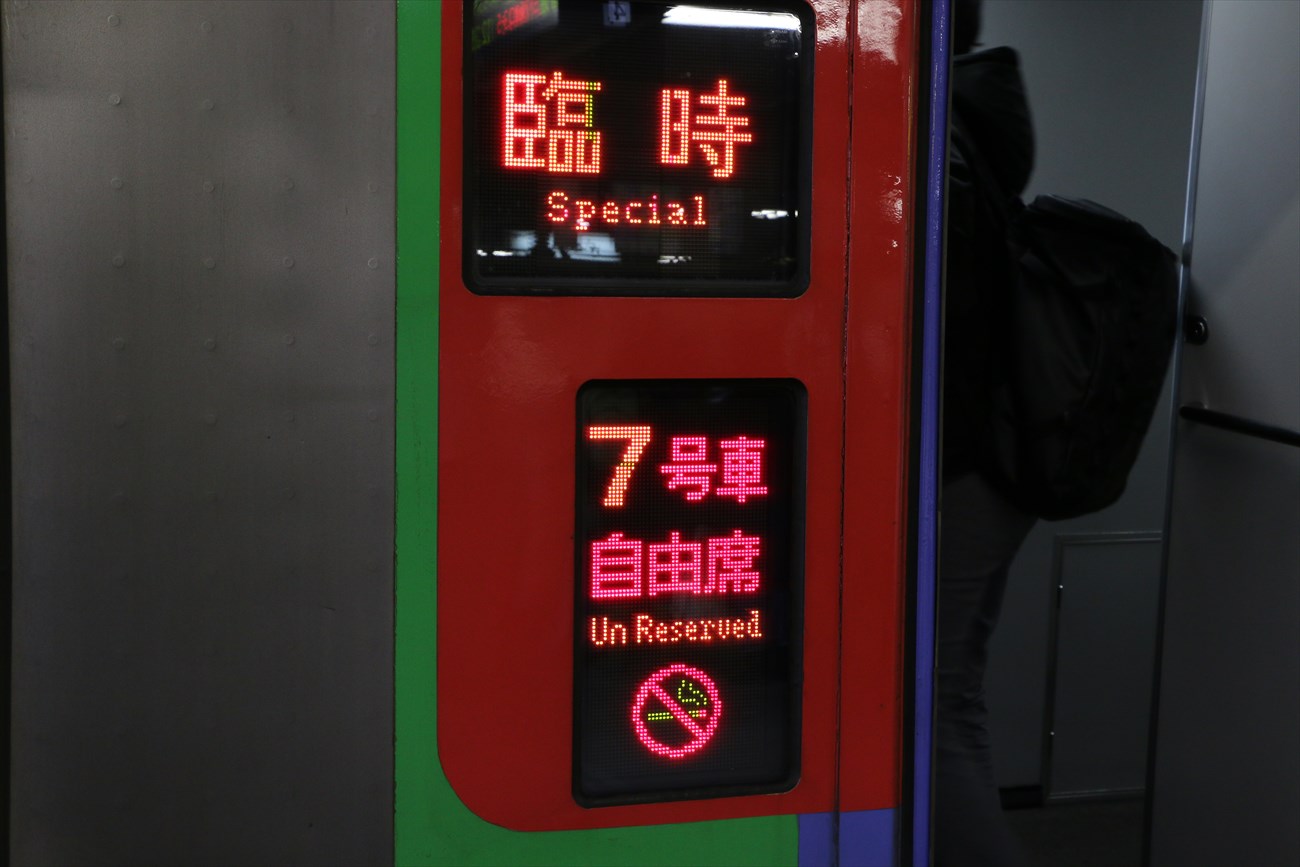 臨 時
Special
7号車
自由席
Un Reserved